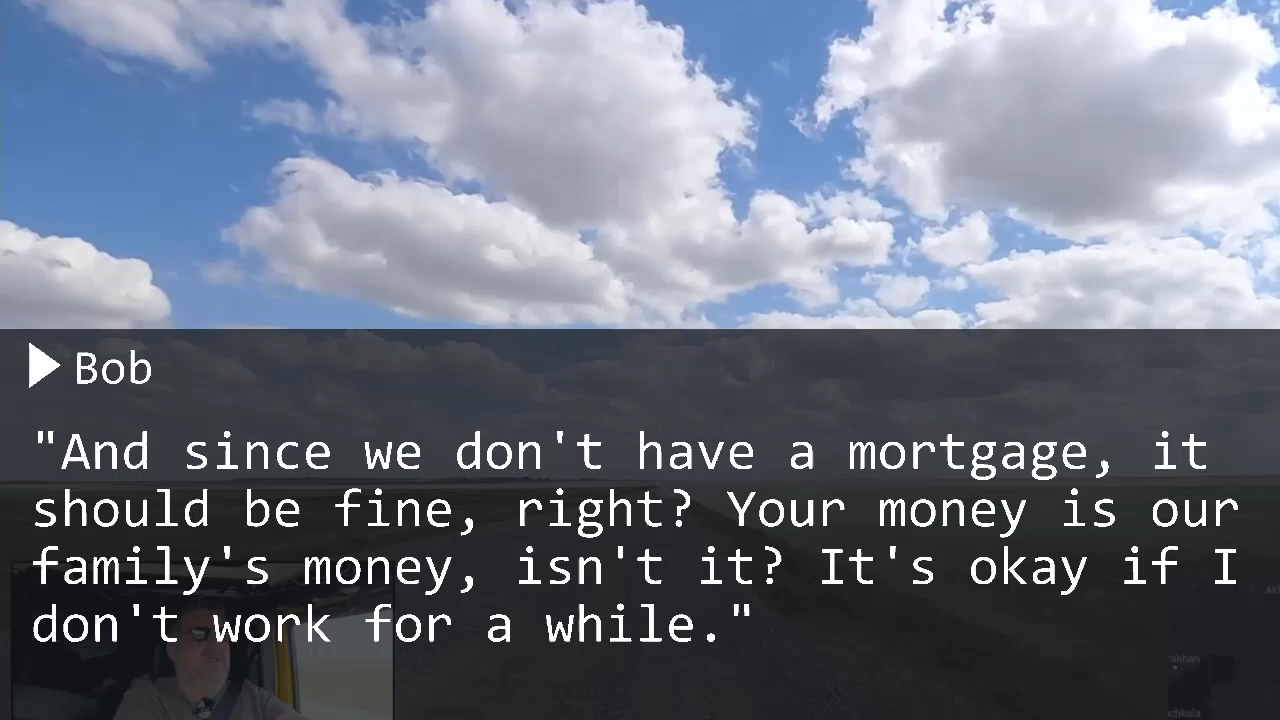 Bob
"And since we don't have a mortgage, it
should be fine, right? Your money is our
family's money, isn't it? It's okay if I
don't work for a while."